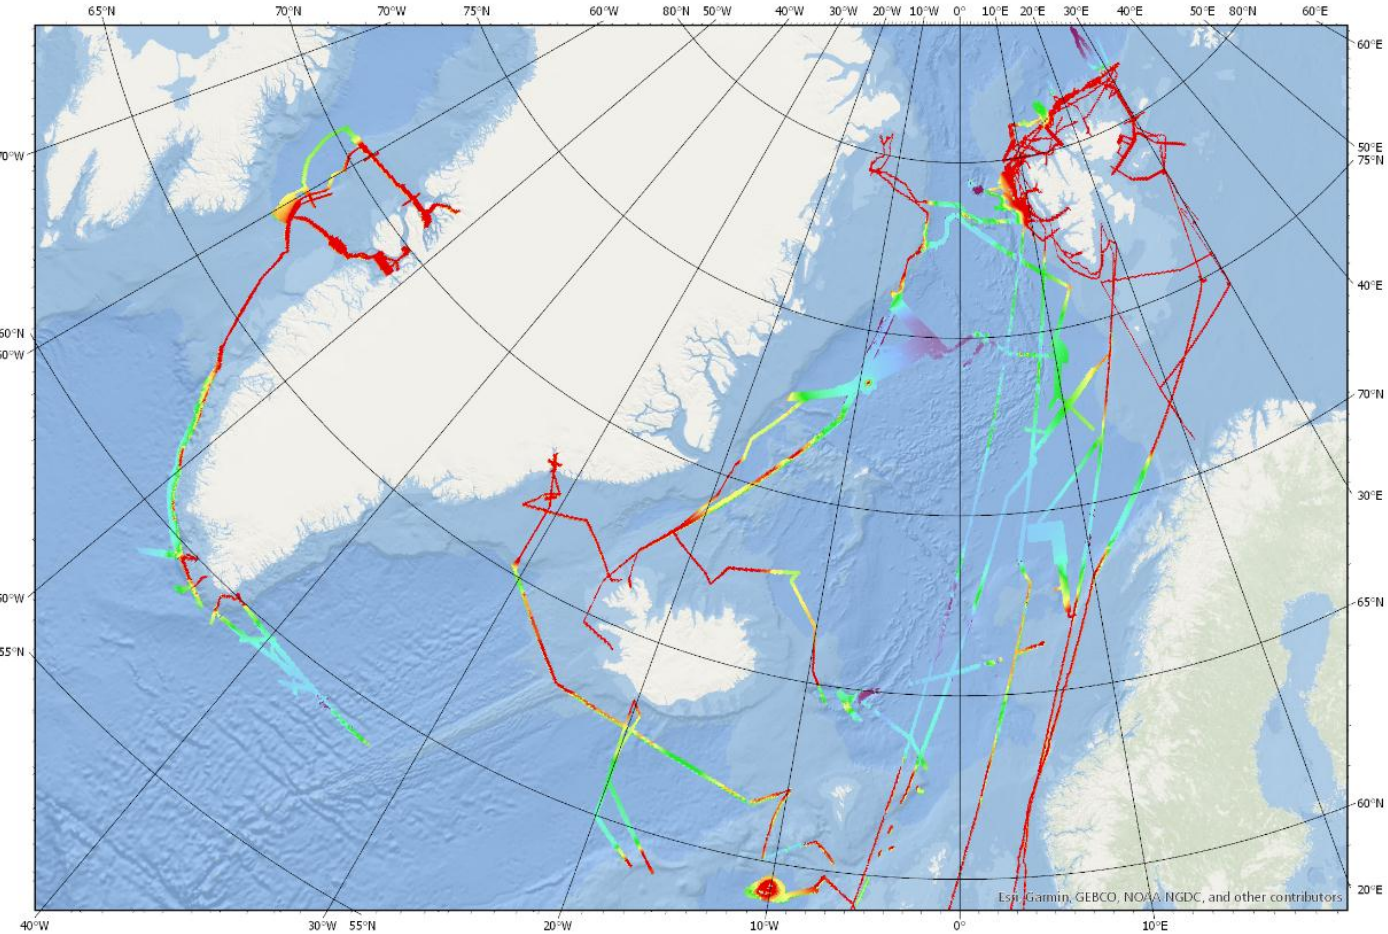 65°W 70°N 70°W 75°N 60°W 80°N 50°W 40°W 30°W 20°W 10°W 0° 10°E 20°E 30°E 40°E 50°E 80°N 60°E
60°E
50°E
0°W 75°N
40°E
60°N
0°W
70°N
30°E
50°W 65°N
55°N
60°N
20°E
Esri, Garmin, GEBCO, NOAA NGDC, and other contributors
40°W 30°W 55°N 20°W 10°W 0° 10°E